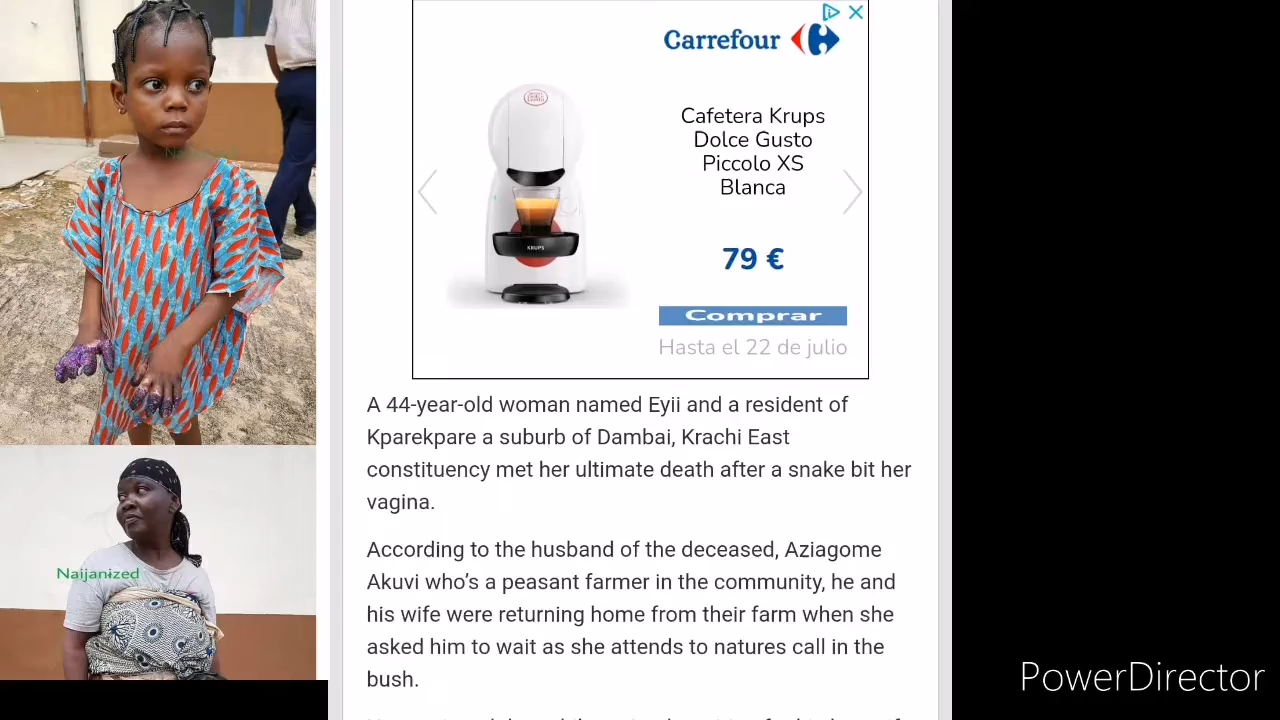 Carrefour
Cafetera Krups
Dolce Gusto
Piccolo XS
Blanca
KRUPS
79 €
Comprar
Hasta el 22 de julio
A 44-year-old woman named Eyii and a resident of
Kparekpare a suburb of Dambai, Krachi East
constituency met her ultimate death after a snake bit her
vagina.
According to the husband of the deceased, Aziagome
Akuvi who’s a peasant farmer in the community, he and
his wife were returning home from their farm when she
asked him to wait as she attends to natures call in the
bush.
Naijanized
PowerDirector